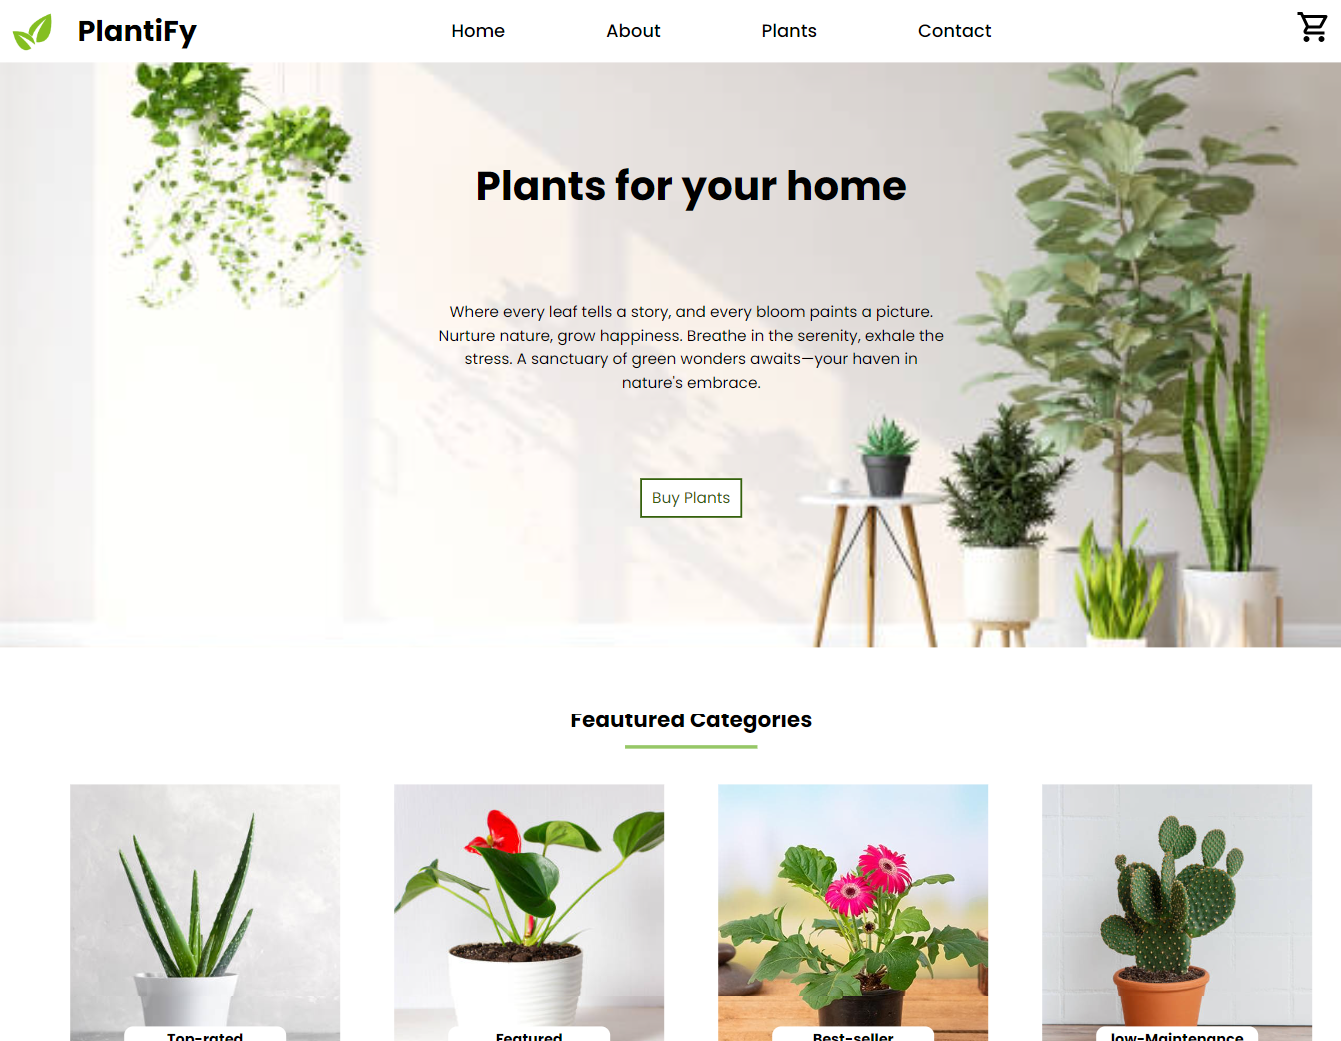 PlantiFy
Home
About
Plants
Contact
Plants for your home
Where every leaf tells a story, and every bloom paints a picture.
Nurture nature, grow happiness. Breathe in the serenity, exhale the
stress. A sanctuary of green wonders awaits—your haven in
nature's embrace.
Buy Plants
Feautured Categories
Top-rated
Featured
Best-seller
low-Maintenance